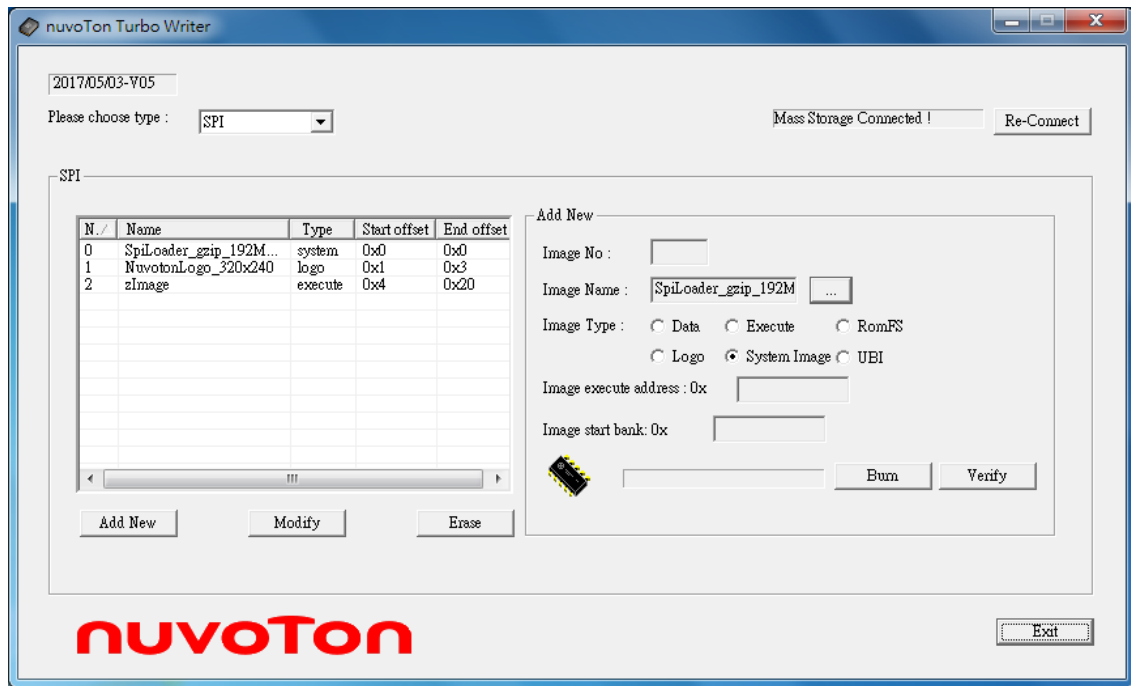 nuvoTon Turbo Writer
2017/05/03-V05
Please choose type : SPI
Mass Storage Connected ! Re-Connect
SPI
N. Name Type Start offset End offset
0 SpiLoader_gzip_192M... system 0x0 0x0
1 NuvotonLogo_320x240 logo 0x1 0x3
2 zImage execute 0x4 0x20
Add New Modify Erase
Add New
Image No :
Image Name : SpiLoader_gzip_192M ...
Image Type : Data Execute RomFS
Logo System Image UBI
Image execute address : 0x
Image start bank: 0x
Burn Verify
nuvoTon
Exit